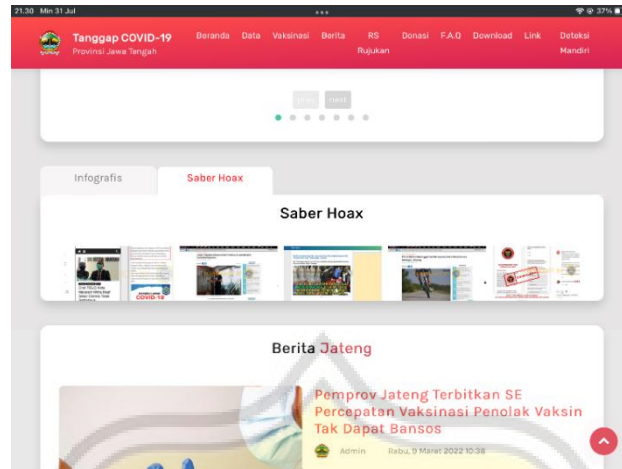 21.30 Min 31 Jul
37%
Tanggap COVID-19
Provinsi Jawa Tengah
Beranda Data Vaksinasi Berita RS Rujukan Donasi F.A.Q Download Link Deteksi Mandiri
prev next
Infografis
Saber Hoax
Saber Hoax
COVID-19
Berita Jateng
Pemprov Jateng Terbitkan SE
Percepatan Vaksinasi Penolak Vaksin
Tak Dapat Bansos
Admin Rabu, 9 Maret 2022 10:38